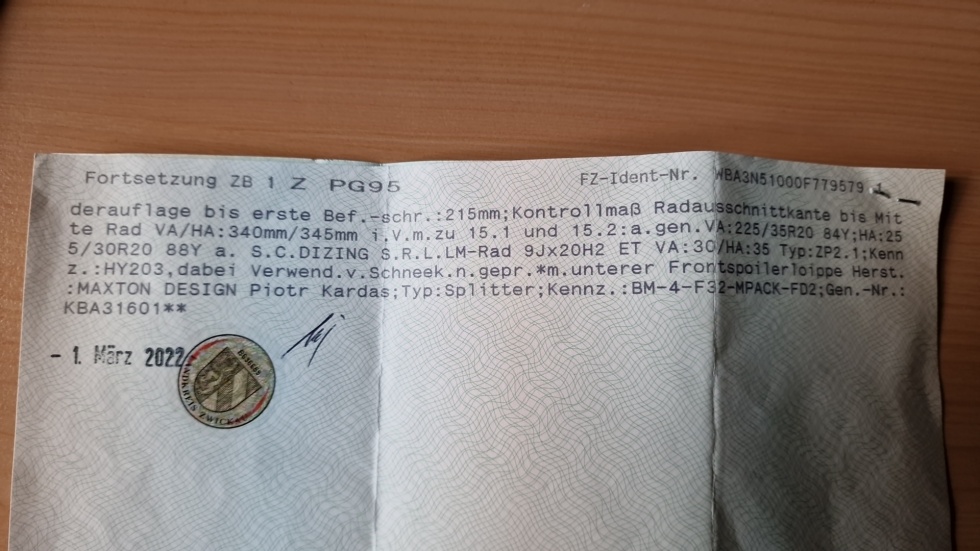 Fortsetzung ZB 1 Z PG95 FZ-Ident-Nr. WBA3N51000F779579
derauflage bis erste Bef.-schr.:215mm;Kontrollmaß Radausschnittkante bis Mit
te Rad VA/HA:340mm/345mm i.V.m.zu 15.1 und 15.2:a.gen.VA:225/35R20 84Y;HA:25
5/30R20 88Y a. S.C.DIZING S.R.L.LM-Rad 9Jx20H2 ET VA:30/HA:35 Typ:ZP2.1;Kenn
z.:HY203,dabei Verwend.v.Schneek.n.gepr.*m.unterer Frontspoilerloippe Herst.
:MAXTON DESIGN Piotr Kardas;Typ:Splitter;Kennz.:BM-4-F32-MPACK-FD2;Gen.-Nr.:
KBA31601**
- 1. März 2022
LANDKREIS ZWICKAU